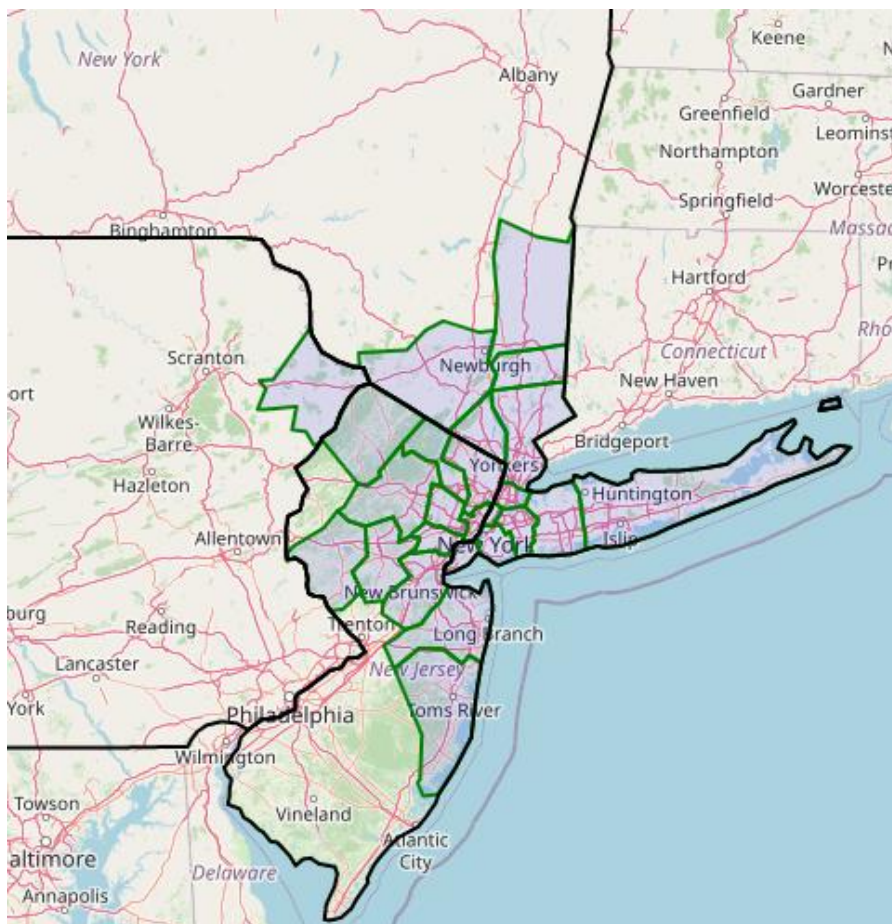 Keene
New York
Albany
N
Gardner
Greenfield
Leominst
Northampton
Worceste
Springfield
Binghamton
Massac
Pr
Hartford
Scranton
Connecticut
Rho
Newburgh
ort
New Haven
Wilkes-
Barre
Bridgeport
Yonkers
Hazleton
Huntington
Allentown
New York
Islip
New Brunswick
burg
Reading
Trenton
Long Branch
Lancaster
New Jersey
York
Philadelphia
Toms River
Wilmington
Towson
Vineland
Atlantic
City
altimore
Delaware
Annapolis